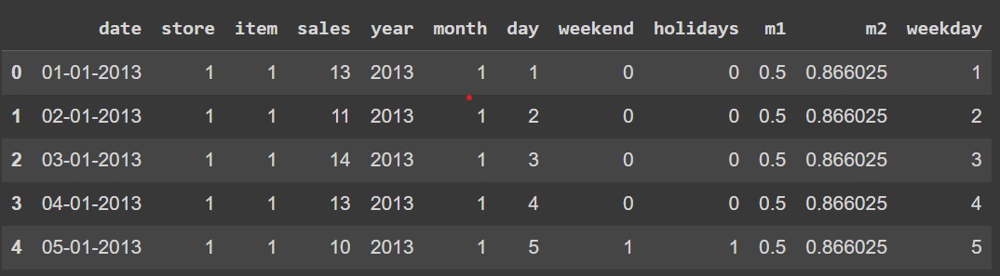 date store item sales year month day weekend holidays m1 m2 weekday
0 01-01-2013 1 1 13 2013 1 1 0 0 0.5 0.866025 1
1 02-01-2013 1 1 11 2013 1 2 0 0 0.5 0.866025 2
2 03-01-2013 1 1 14 2013 1 3 0 0 0.5 0.866025 3
3 04-01-2013 1 1 13 2013 1 4 0 0 0.5 0.866025 4
4 05-01-2013 1 1 10 2013 1 5 1 1 0.5 0.866025 5